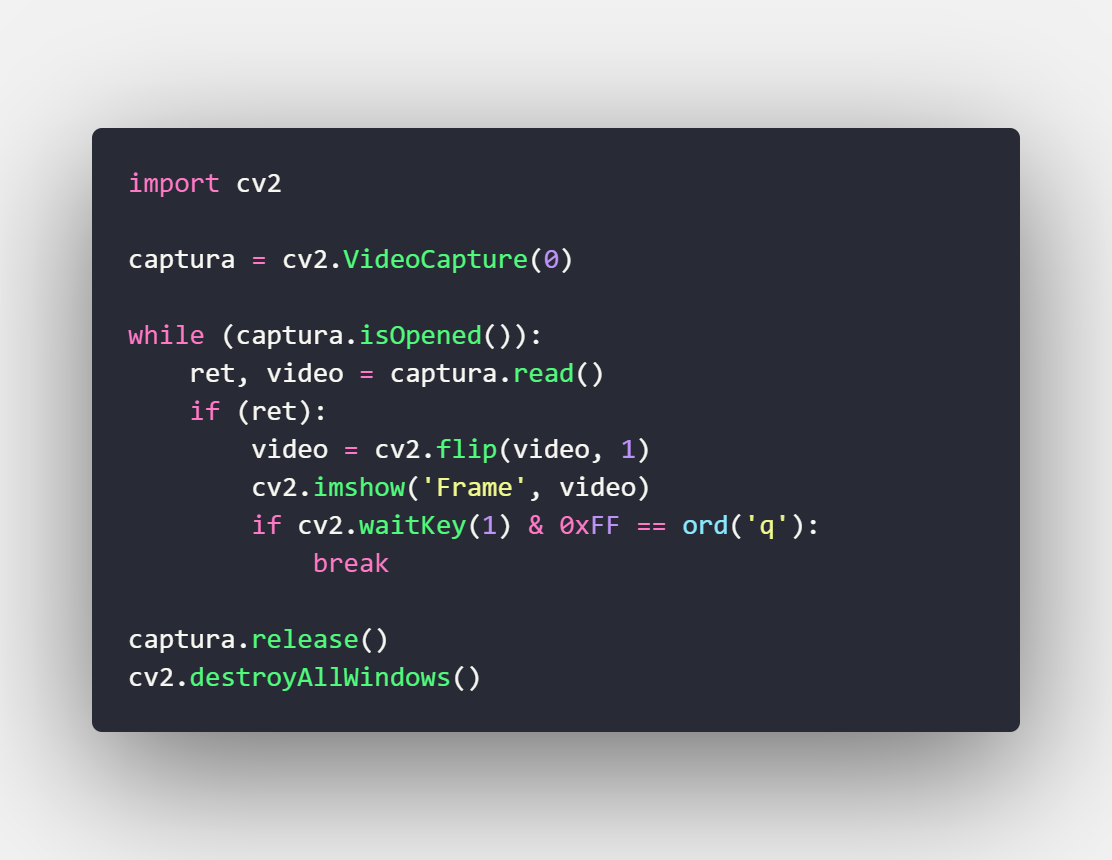 import cv2

captura = cv2.VideoCapture(0)

while (captura.isOpened()):
    ret, video = captura.read()
    if (ret):
        video = cv2.flip(video, 1)
        cv2.imshow('Frame', video)
        if cv2.waitKey(1) & 0xFF == ord('q'):
            break

captura.release()
cv2.destroyAllWindows()